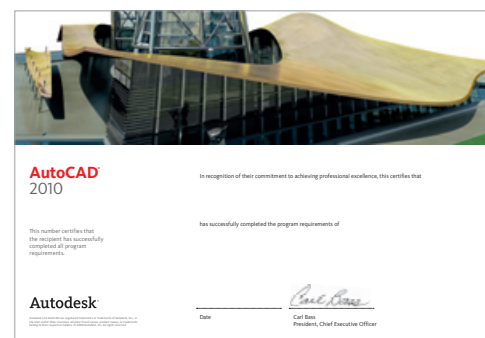 AutoCAD®
2010
In recognition of their commitment to achieving professional excellence, this certifies that
has successfully completed the program requirements of
This number certifies that
the recipient has successfully
completed all program
requirements.
Autodesk®
Carl Bass
Date
Carl Bass
President, Chief Executive Officer